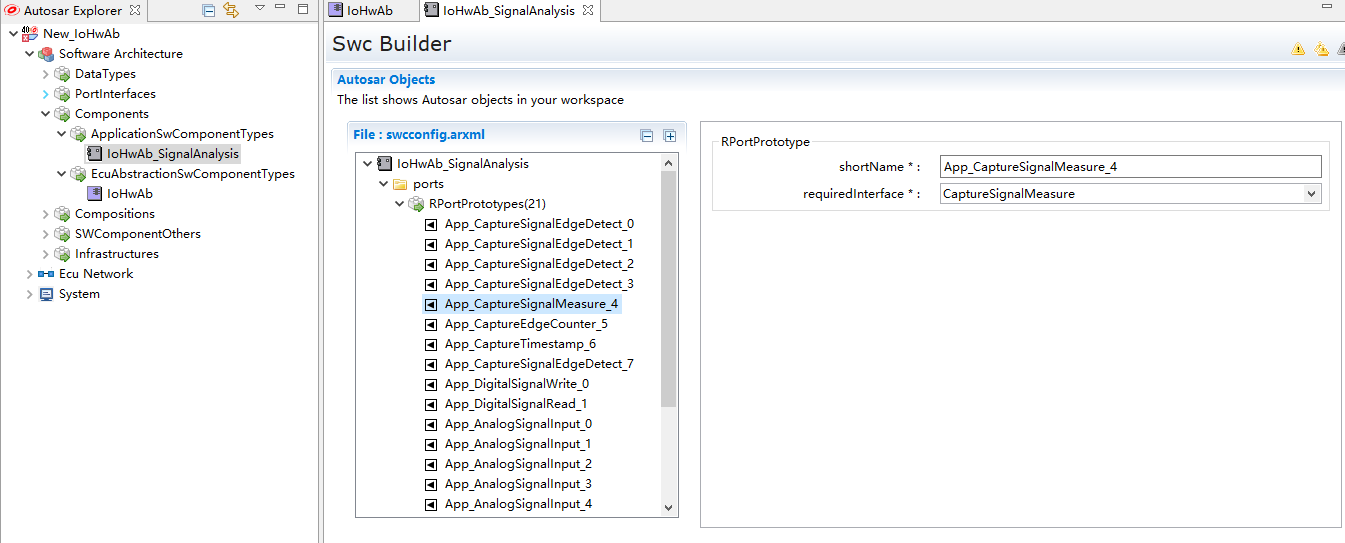 Autosar Explorer
New_IoHwAb
Software Architecture
DataTypes
PortInterfaces
Components
ApplicationSwComponentTypes
IoHwAb_SignalAnalysis
EcuAbstractionSwComponentTypes
IoHwAb
Compositions
SWComponentOthers
Infrastructures
Ecu Network
System
IoHwAb
IoHwAb_SignalAnalysis
Swc Builder
Autosar Objects
The list shows Autosar objects in your workspace
File : swcconfig.arxml
IoHwAb_SignalAnalysis
ports
RPortPrototypes(21)
App_CaptureSignalEdgeDetect_0
App_CaptureSignalEdgeDetect_1
App_CaptureSignalEdgeDetect_2
App_CaptureSignalEdgeDetect_3
App_CaptureSignalMeasure_4
App_CaptureEdgeCounter_5
App_CaptureTimestamp_6
App_CaptureSignalEdgeDetect_7
App_DigitalSignalWrite_0
App_DigitalSignalRead_1
App_AnalogSignalInput_0
App_AnalogSignalInput_1
App_AnalogSignalInput_2
App_AnalogSignalInput_3
App_AnalogSignalInput_4
RPortPrototype
shortName * : App_CaptureSignalMeasure_4
requiredInterface * : CaptureSignalMeasure